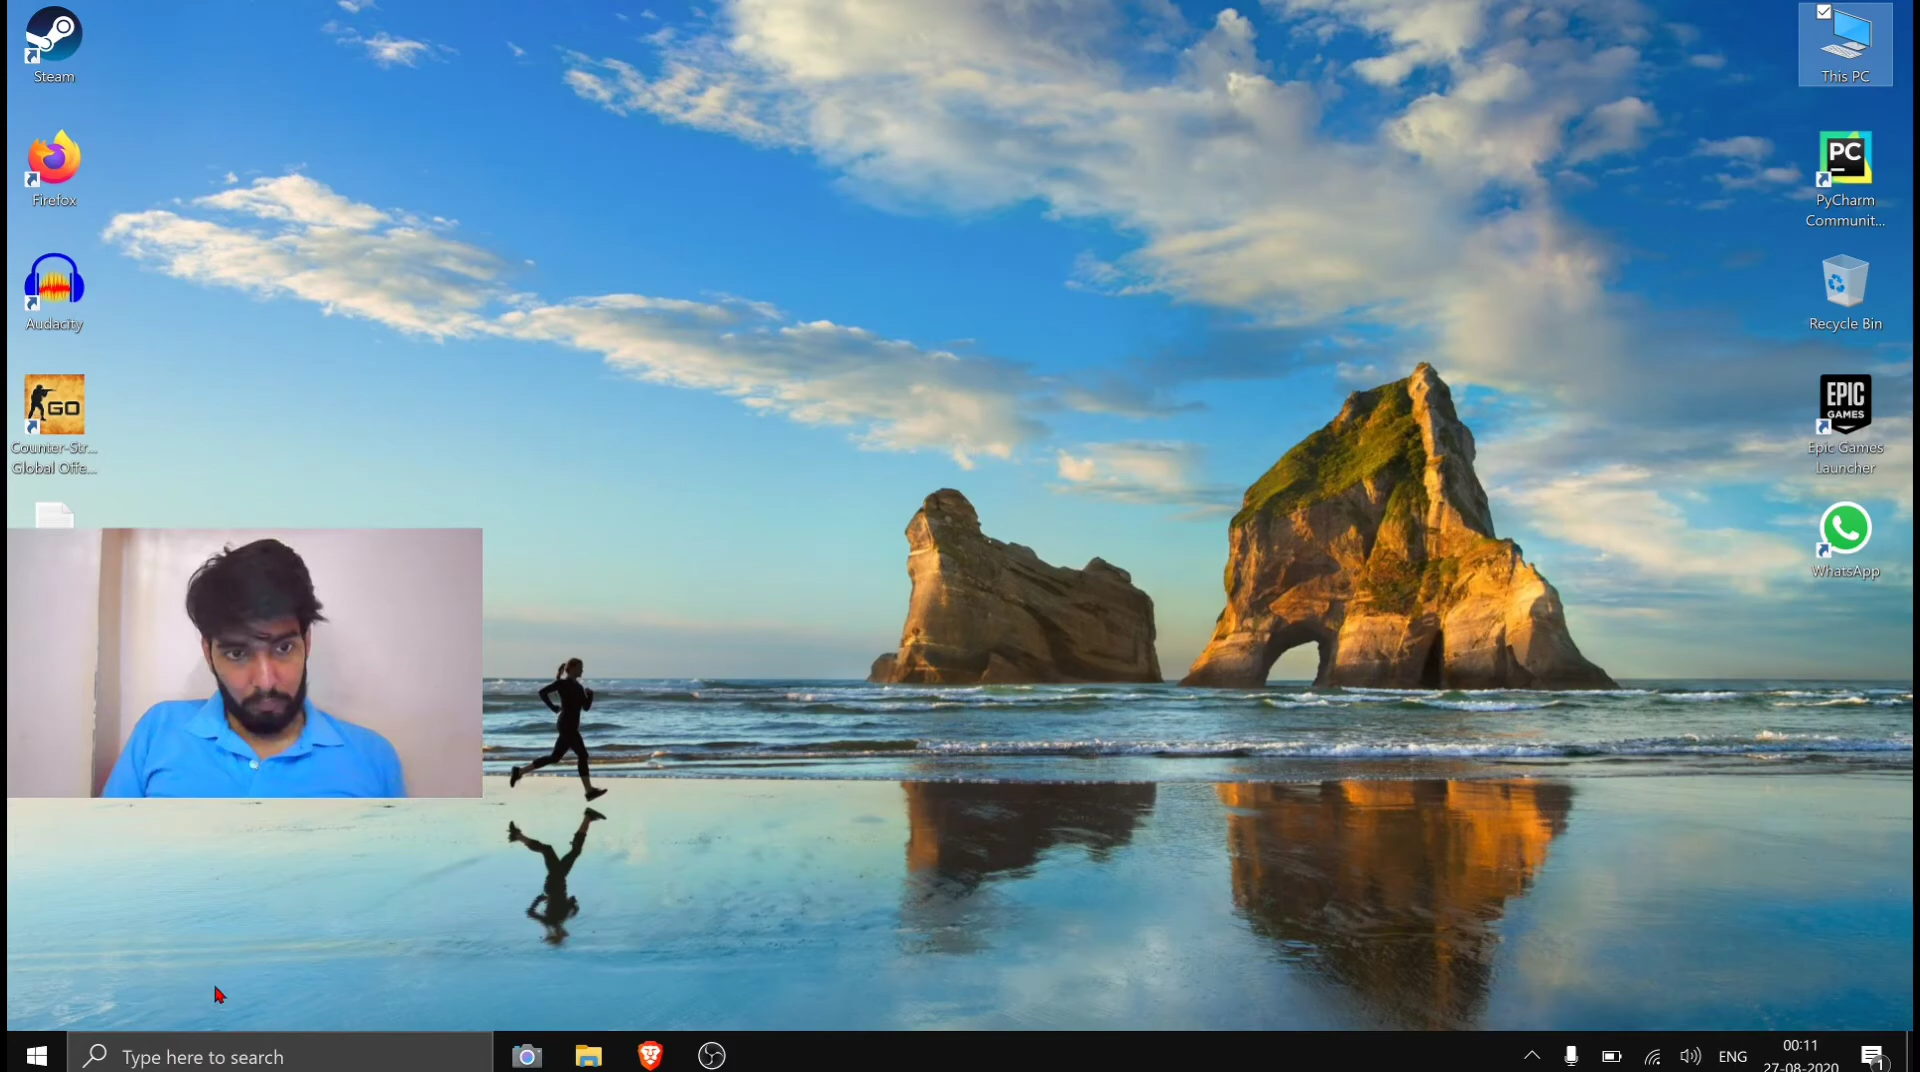 Steam
This PC
PC
Firefox
PyCharm
Communit...
Audacity
Recycle Bin
GO
EPIC
GAMES
Counter-Str...
Global Offe...
Epic Games
Launcher
WhatsApp
Type here to search
ENG
00:11
27-08-2020
1